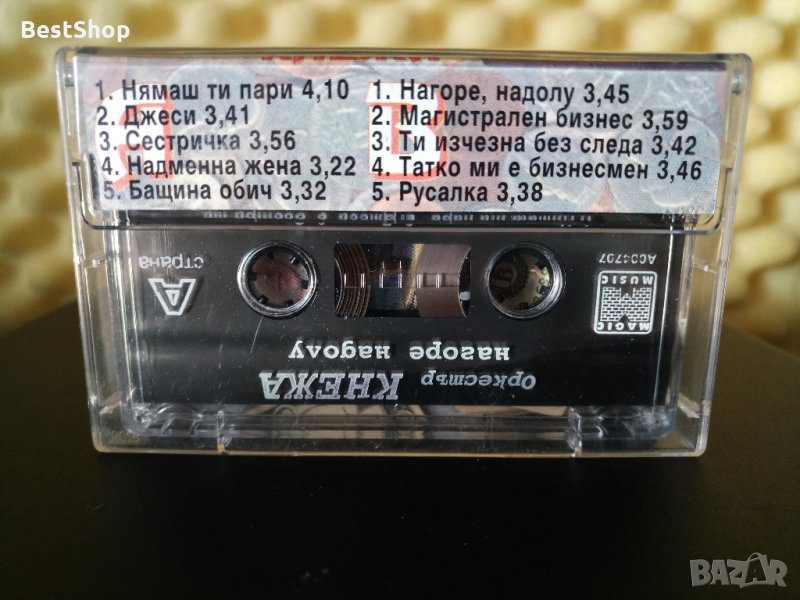 BestShop
A
1. Нямаш ти пари 4,10
2. Джеси 3,41
3. Сестричка 3,56
4. Надменна жена 3,22
5. Бащина обич 3,32
B
1. Нагоре, надолу 3,45
2. Магистрален бизнес 3,59
3. Ти изчезна без следа 3,42
4. Татко ми е бизнесмен 3,46
5. Русалка 3,38
Оркестър КНЕЖА
нагоре надолу
MAGIC
MUSIC
страна
A
BAZAR